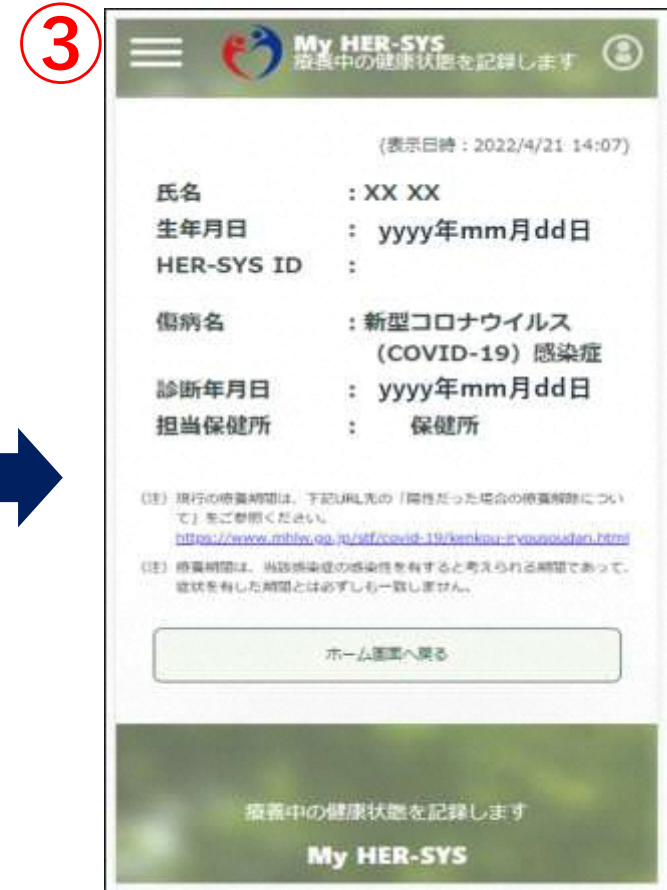 ③
My HER-SYS
療養中の健康状態を記録します
(表示日時：2022/4/21 14:07)
氏名 ：XX XX
生年月日 ： yyyy年mm月dd日
HER-SYS ID ：
傷病名 ：新型コロナウイルス
(COVID-19）感染症
診断年月日 ： yyyy年mm月dd日
担当保健所 ： 保健所
（注）現行の療養期間は、下記URL先の「陽性だった場合の療養解除につい
て」をご参照ください。
https://www.mhlw.go.jp/stf/covid-19/kenkou-iryousoudan.html
（注）療養期間は、当該感染症の感染性を有すると考えられる期間であって、
症状を有した期間とは必ずしも一致しません。
ホーム画面へ戻る
療養中の健康状態を記録します
My HER-SYS